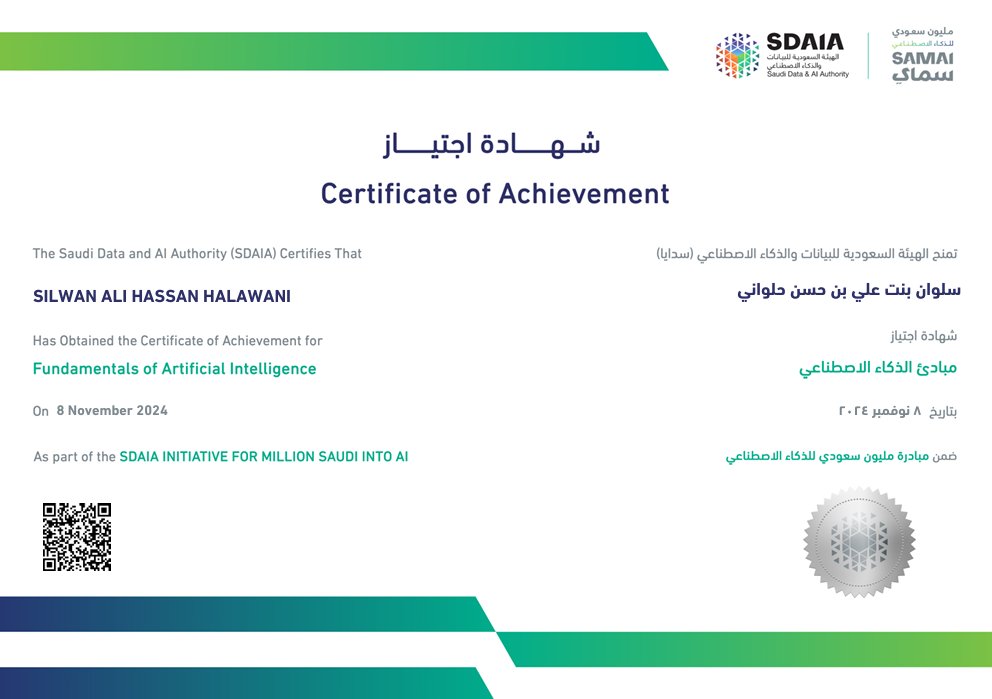 SDAIA
الهيئة السعودية للبيانات
والذكاء الاصطناعي
Saudi Data & AI Authority
مليون سعودي
للذكاء الاصطناعي
SAMAI
سماي
شهادة اجتياز
Certificate of Achievement
The Saudi Data and AI Authority (SDAIA) Certifies That
SILWAN ALI HASSAN HALAWANI
Has Obtained the Certificate of Achievement for
Fundamentals of Artificial Intelligence
On 8 November 2024
As part of the SDAIA INITIATIVE FOR MILLION SAUDI INTO AI
تمنح الهيئة السعودية للبيانات والذكاء الاصطناعي (سدايا)
سلوان بنت علي بن حسن حلواني
شهادة اجتياز
مبادئ الذكاء الاصطناعي
بتاريخ ٨ نوفمبر ٢٠٢٤
ضمن مبادرة مليون سعودي للذكاء الاصطناعي